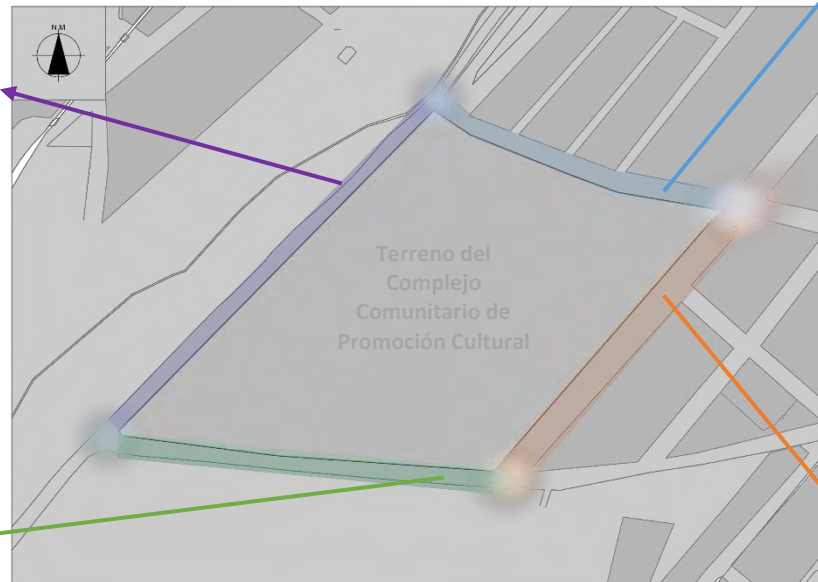 N.M
Terreno del
Complejo
Comunitario de
Promoción Cultural